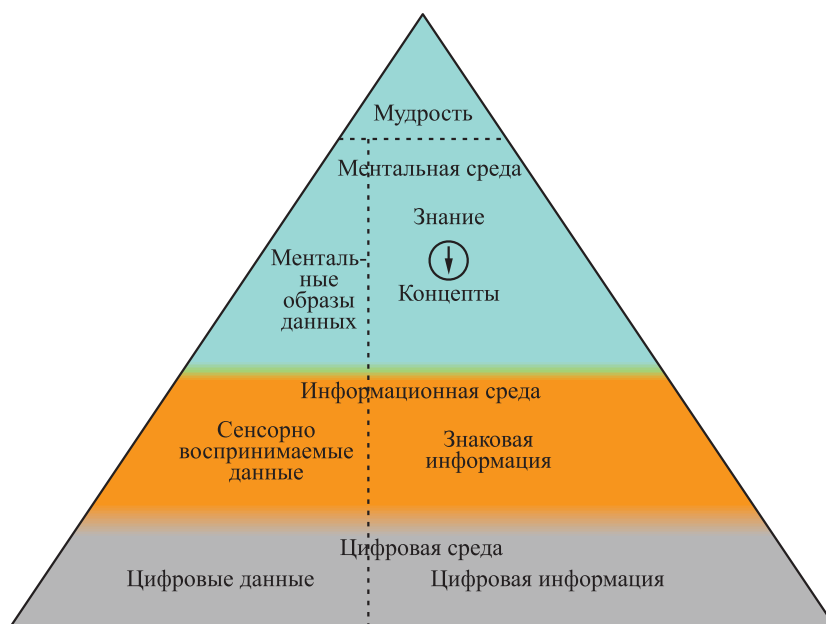 Мудрость
Ментальная среда
Знание
Менталь-
ные
образы
данных
Концепты
Информационная среда
Сенсорно
воспринимаемые
данные
Знаковая
информация
Цифровая среда
Цифровые данные
Цифровая информация